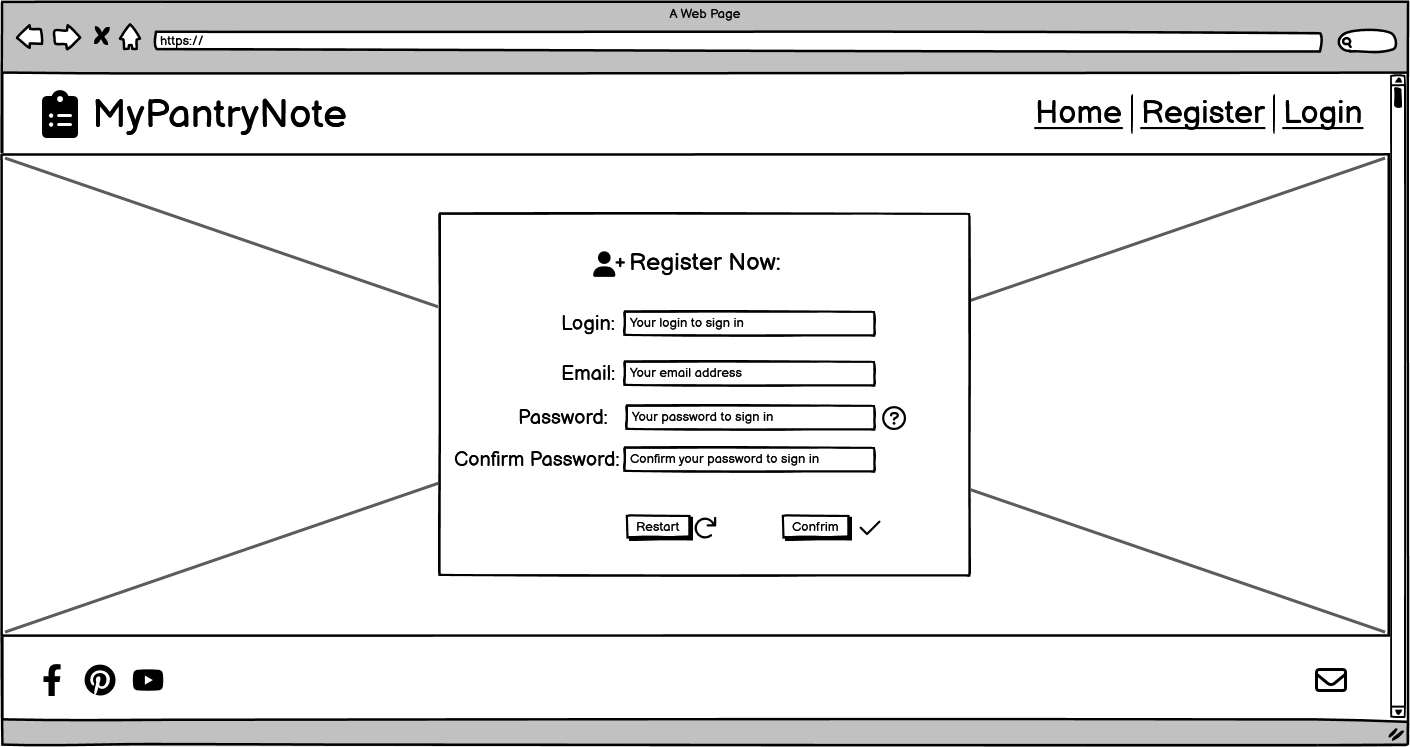 A Web Page
https://
MyPantryNote
Home Register Login
Register Now:
Login: Your login to sign in
Email: Your email address
Password: Your password to sign in ?
Confirm Password: Confirm your password to sign in
Restart Confrim